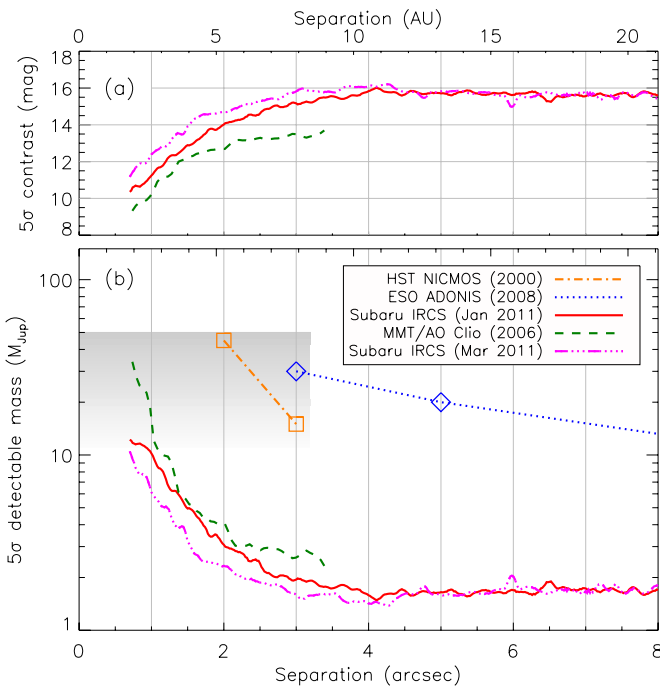 Separation (AU)
0 5 10 15 20
(a)
5σ contrast (mag)
18
16
14
12
10
8
(b)
5σ detectable mass (M_Jup)
100
10
1
HST NICMOS (2000)
ESO ADONIS (2008)
Subaru IRCS (Jan 2011)
MMT/AO Clio (2006)
Subaru IRCS (Mar 2011)
0 2 4 6 8
Separation (arcsec)